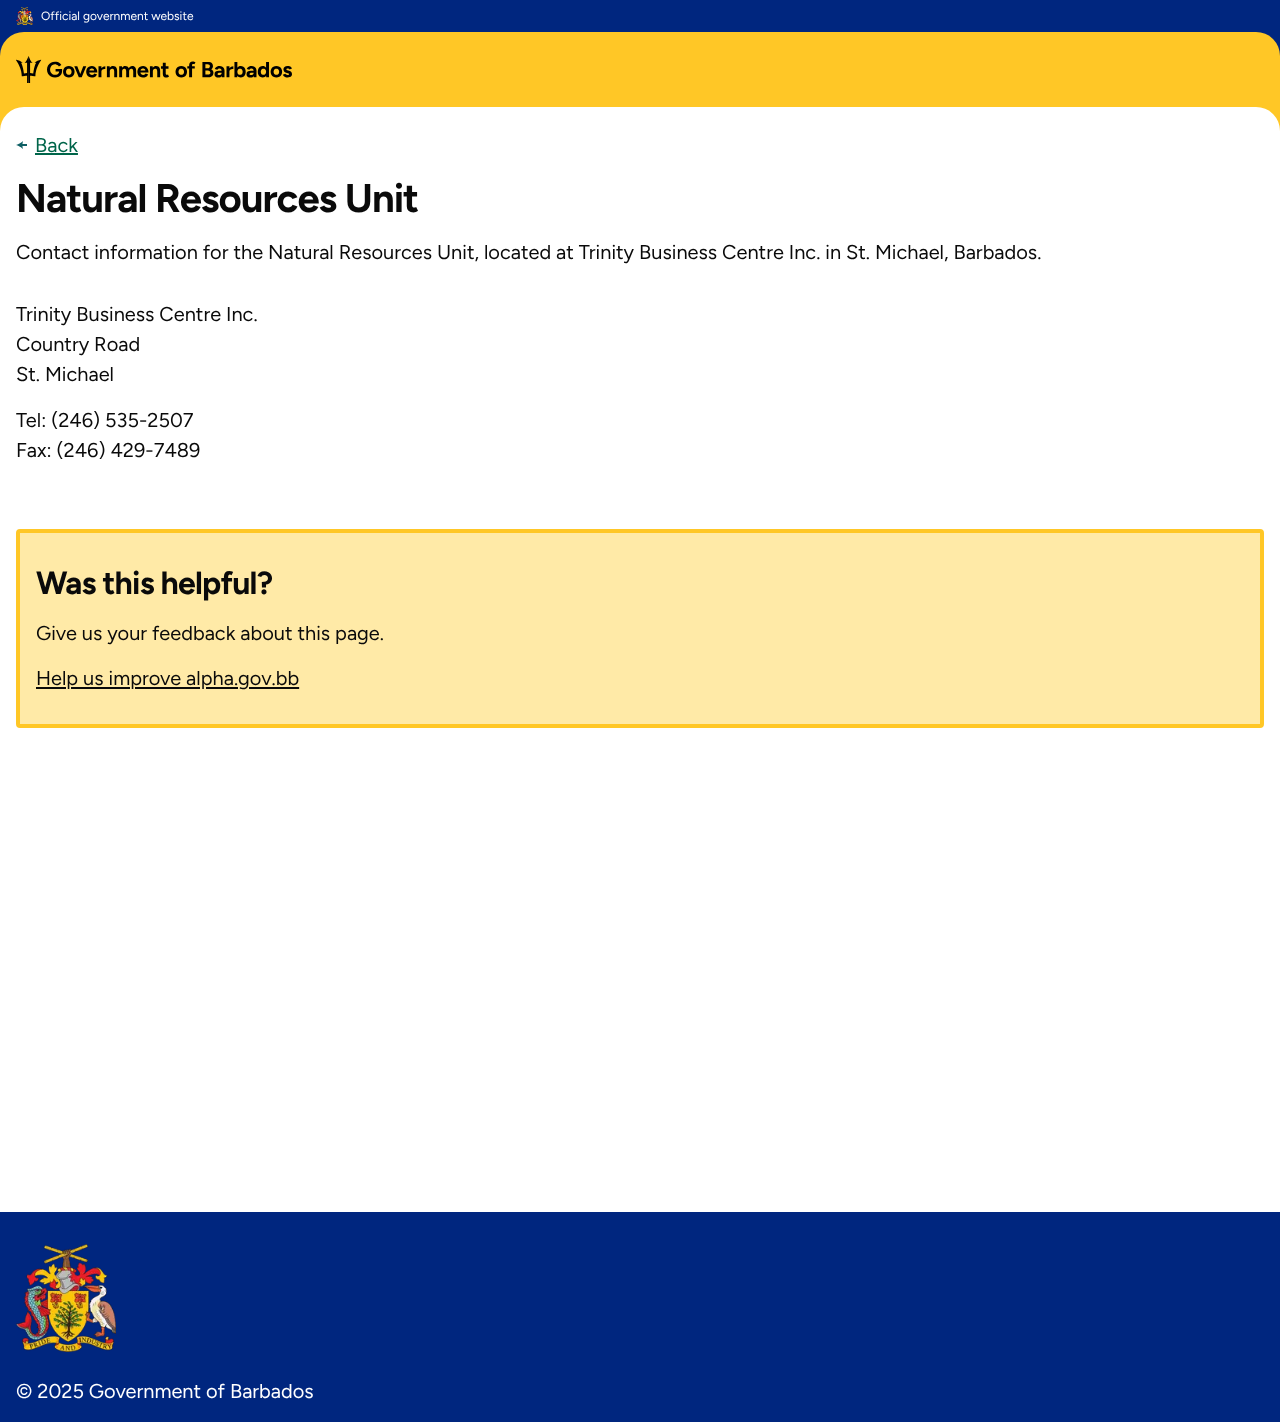 Official government website
Government of Barbados
Back
Natural Resources Unit
Contact information for the Natural Resources Unit, located at Trinity Business Centre Inc. in St. Michael, Barbados.
Trinity Business Centre Inc.
Country Road
St. Michael
Tel: (246) 535-2507
Fax: (246) 429-7489
Was this helpful?
Give us your feedback about this page.
Help us improve alpha.gov.bb
PRIDE AND INDUSTRY
© 2025 Government of Barbados